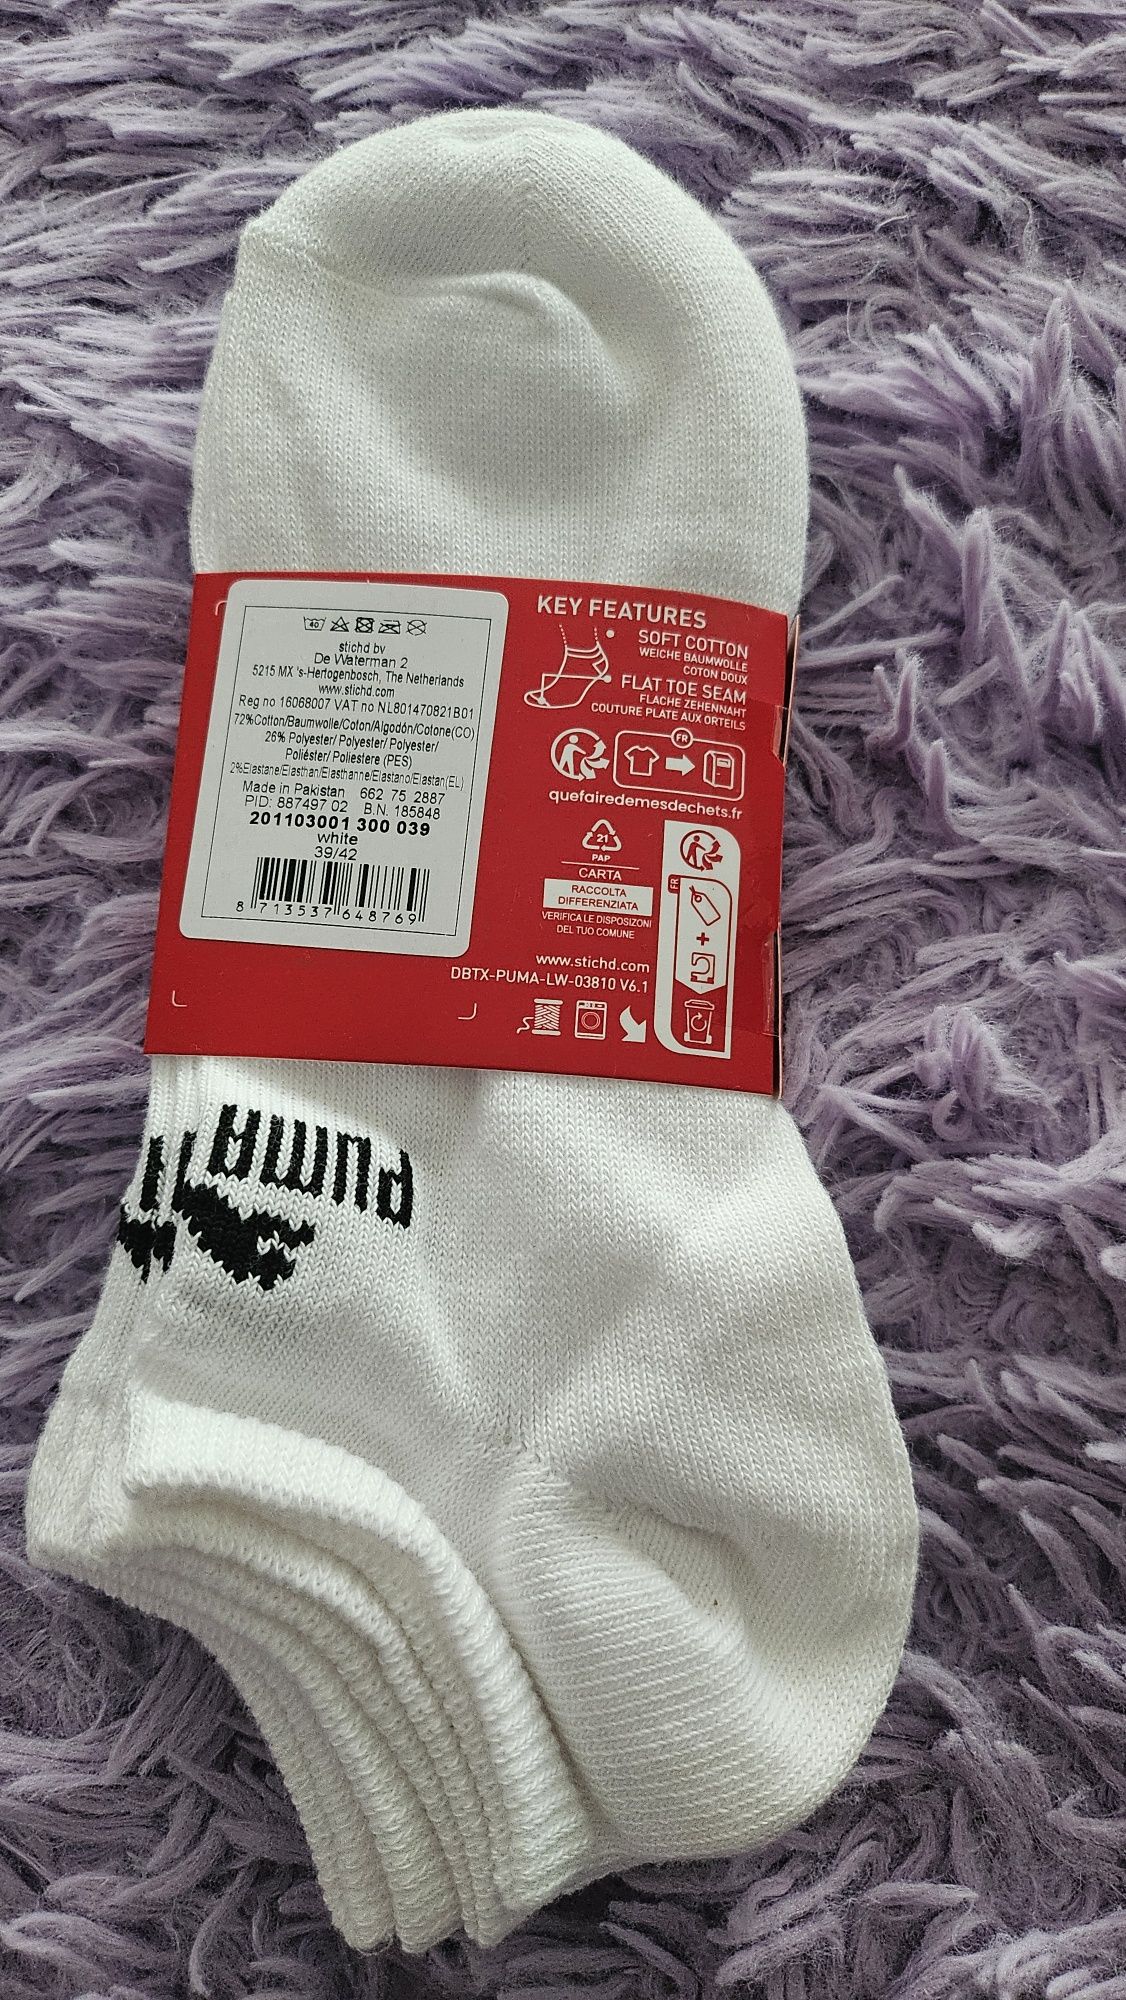 40
stichd bv
De Waterman 2
5215 MX 's-Hertogenbosch, The Netherlands
www.stichd.com
Reg no 16068007 VAT no NL801470821B01
72%Cotton/Baumwolle/Coton/Algodón/Cotone(CO)
26% Polyester/ Polyester/ Polyester/
Poliéster/ Poliestere (PES)
2%Elastane/Elasthan/Elasthanne/Elastano/Elastan(EL)
Made in Pakistan 662 75 2887
PID: 887497 02 B.N. 185848
201103001 300 039
white
39/42
8 713537 648769
KEY FEATURES
SOFT COTTON
WEICHE BAUMWOLLE
COTON DOUX
FLAT TOE SEAM
FLACHE ZEHENNAHT
COUTURE PLATE AUX ORTEILS
FR
quefairedemesdechets.fr
21
PAP
CARTA
RACCOLTA
DIFFERENZIATA
VERIFICA LE DISPOSIZONI
DEL TUO COMUNE
FR
+
www.stichd.com
DBTX-PUMA-LW-03810 V6.1
PUMA